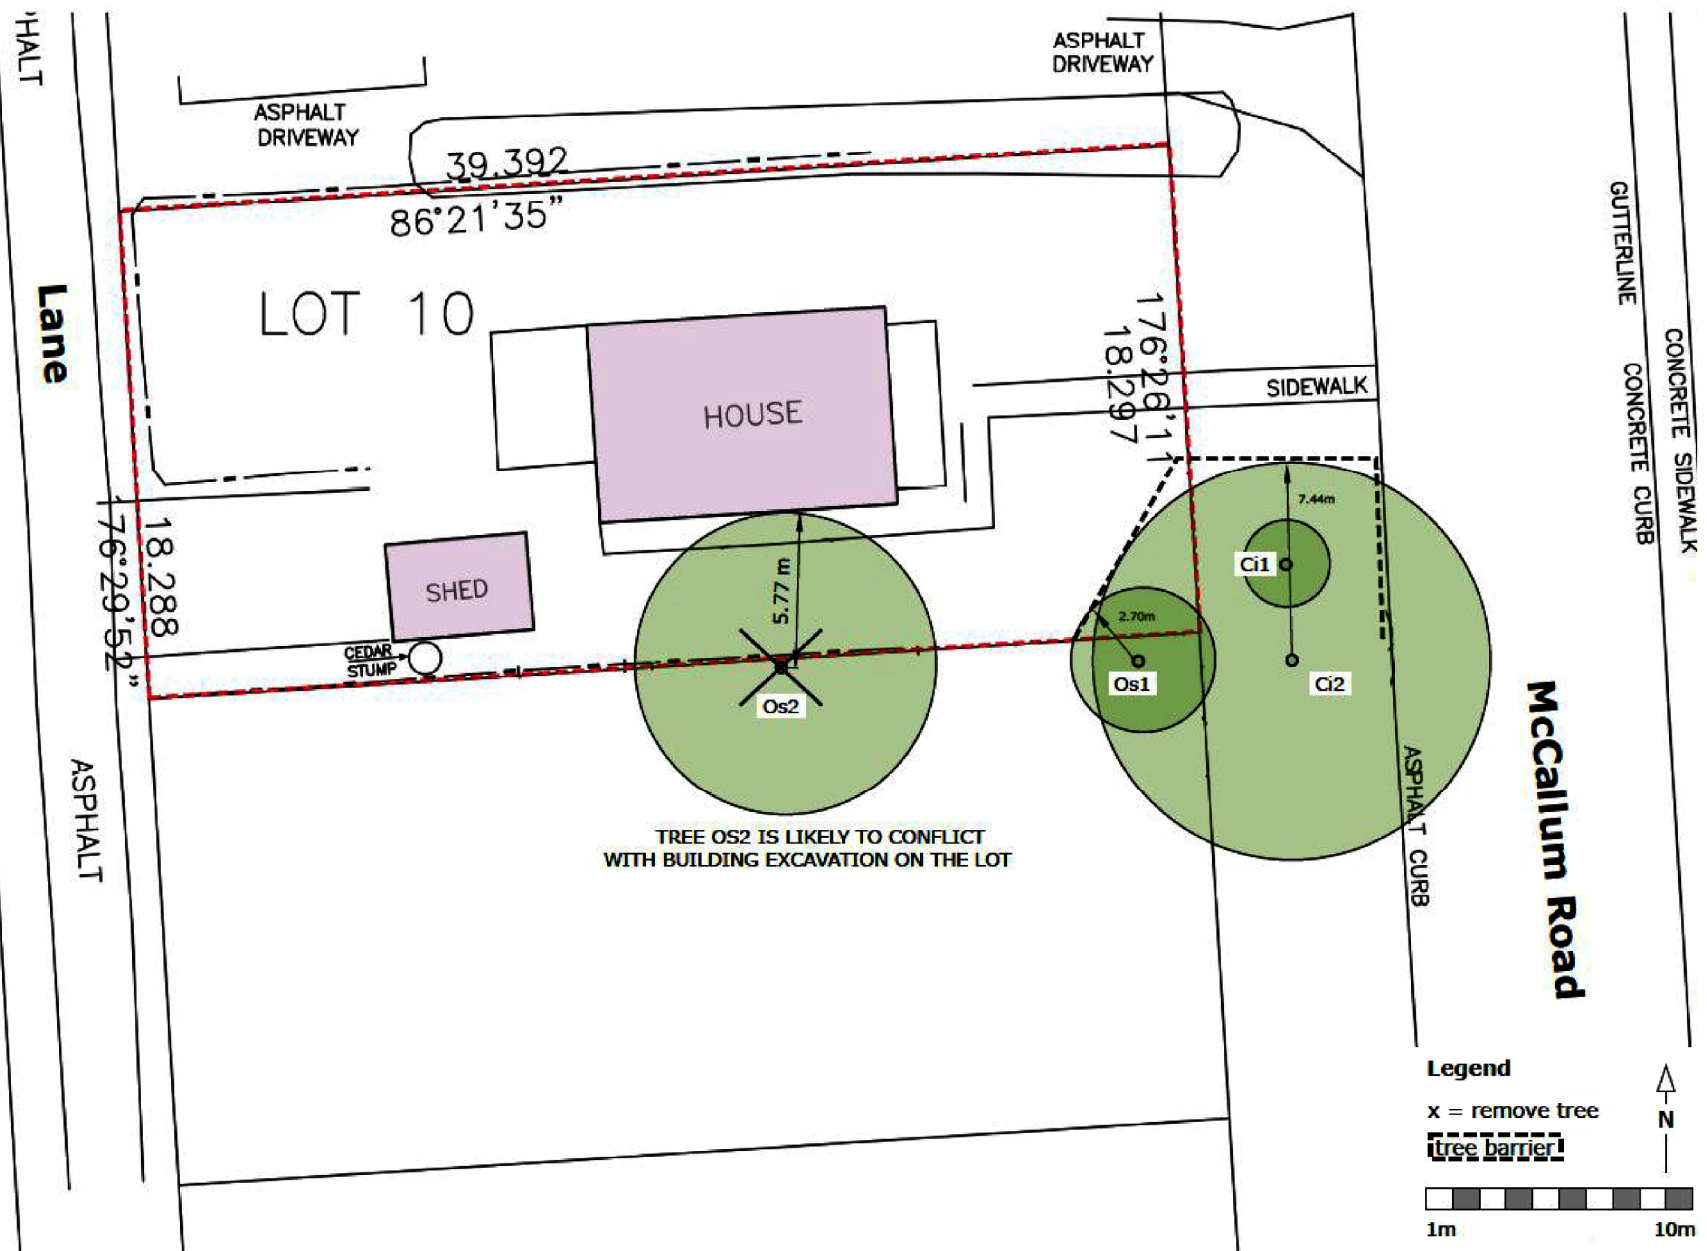 HALT
ASPHALT
DRIVEWAY
ASPHALT
DRIVEWAY
39.392
86°21'35"
LOT 10
Lane
176°26'11
18.297
HOUSE
SIDEWALK
GUTTERLINE
CONCRETE CURB
CONCRETE SIDEWALK
7.44m
Ci1
18.288
76°29'52"
SHED
5.77 m
2.70m
CEDAR
STUMP
Os2
Os1
Ci2
ASPHALT
ASPHALT CURB
McCallum Road
TREE OS2 IS LIKELY TO CONFLICT
WITH BUILDING EXCAVATION ON THE LOT
Legend
x = remove tree
tree barrier
N
1m
10m